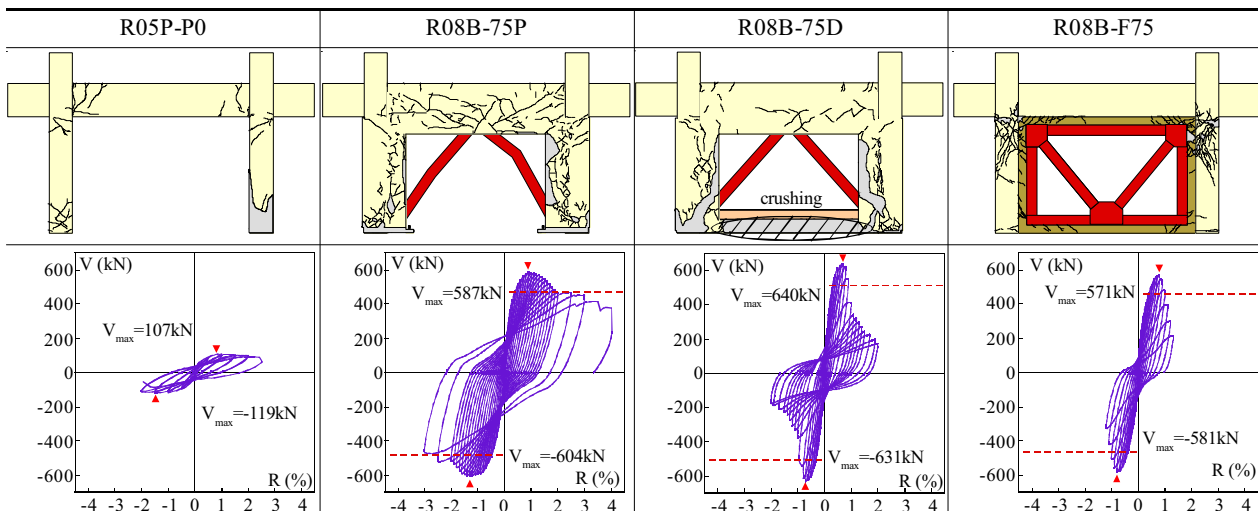 R05P-P0
R08B-75P
R08B-75D
R08B-F75
crushing
V (kN)
600
400
200
0
-200
-400
-600
V max=107kN
V max=-119kN
R (%)
-4 -3 -2 -1 0 1 2 3 4
V (kN)
600
400
200
0
-200
-400
-600
V max=587kN
V max=-604kN
R (%)
-4 -3 -2 -1 0 1 2 3 4
V (kN)
600
400
200
0
-200
-400
-600
V max=640kN
V max=-631kN
R (%)
-4 -3 -2 -1 0 1 2 3 4
V (kN)
600
400
200
0
-200
-400
-600
V max=571kN
V max=-581kN
R (%)
-4 -3 -2 -1 0 1 2 3 4